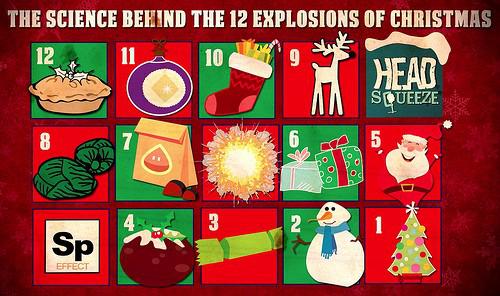 THE SCIENCE BEHIND THE 12 EXPLOSIONS OF CHRISTMAS
12 11 10 9 HEAD
SQUEEZE
8 7 6 5
Sp
EFFECT
4 3 2 1